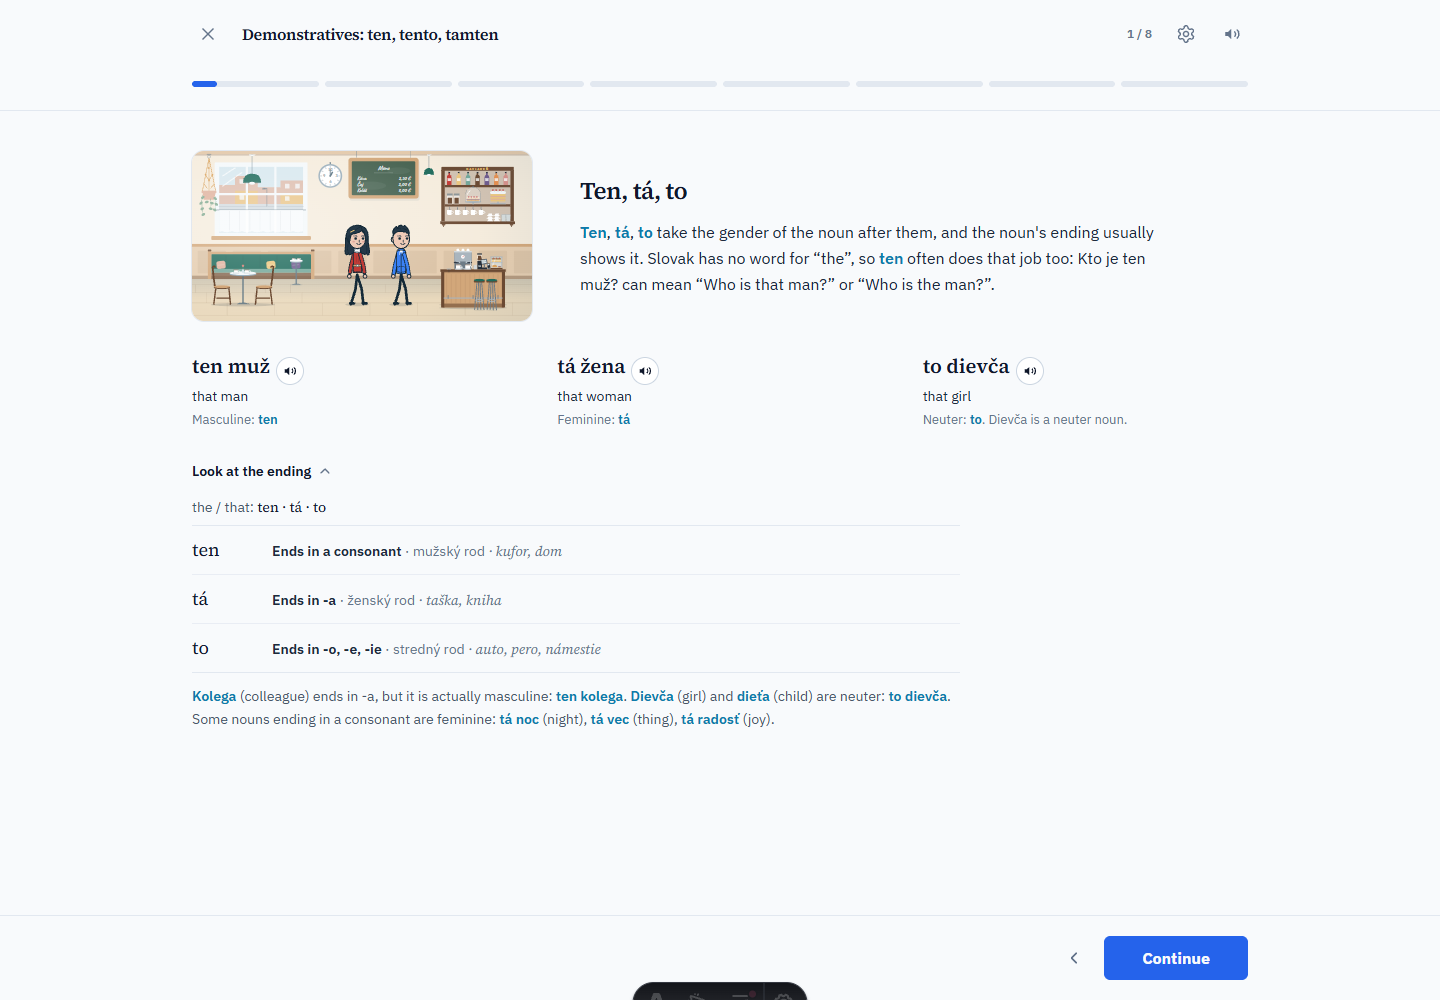 Demonstratives: ten, tento, tamten
1 / 8
Menu
Ten, tá, to
Ten, tá, to take the gender of the noun after them, and the noun's ending usually
shows it. Slovak has no word for “the”, so ten often does that job too: Kto je ten
muž? can mean “Who is that man?” or “Who is the man?”.
ten muž
that man
Masculine: ten
tá žena
that woman
Feminine: tá
to dievča
that girl
Neuter: to. Dievča is a neuter noun.
Look at the ending
the / that: ten · tá · to
ten
Ends in a consonant · mužský rod · kufor, dom
tá
Ends in -a · ženský rod · taška, kniha
to
Ends in -o, -e, -ie · stredný rod · auto, pero, námestie
Kolega (colleague) ends in -a, but it is actually masculine: ten kolega. Dievča (girl) and dieťa (child) are neuter: to dievča.
Some nouns ending in a consonant are feminine: tá noc (night), tá vec (thing), tá radosť (joy).
Continue